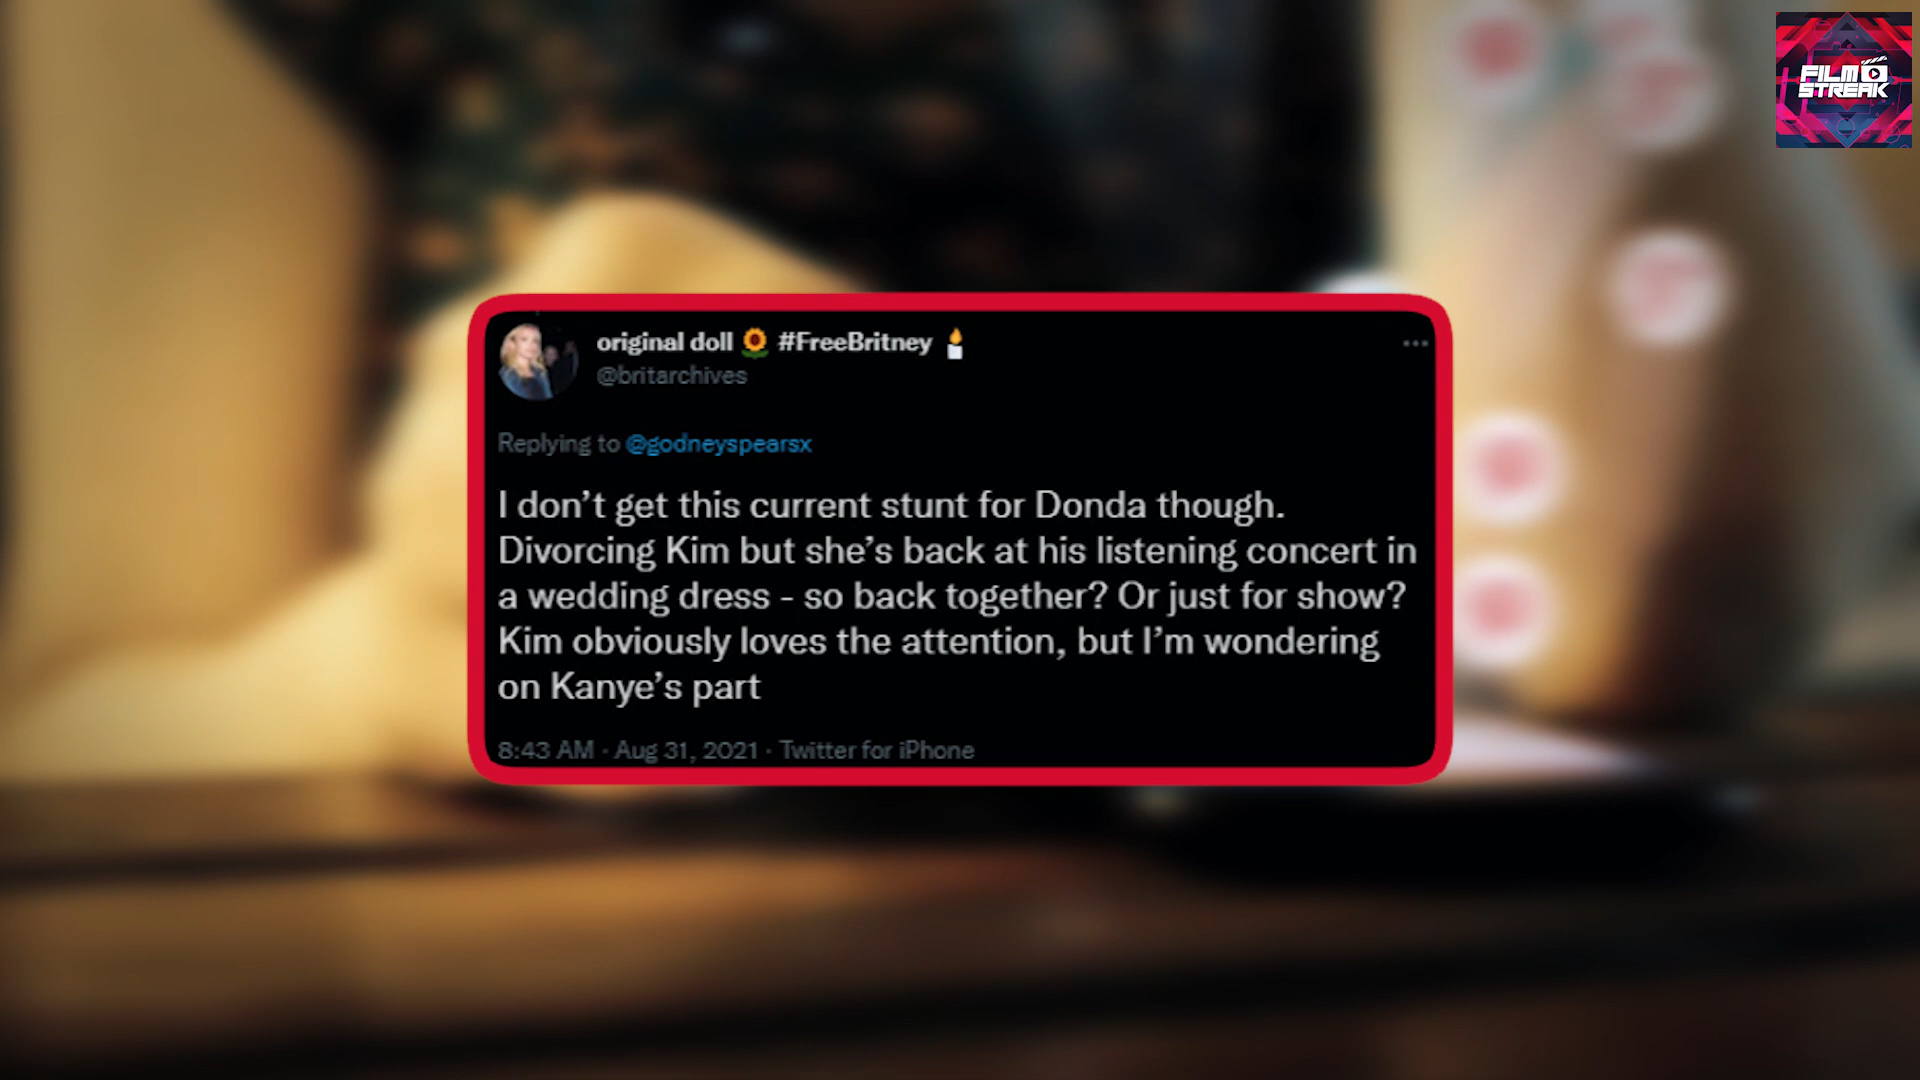 FILM
STREAK
original doll 🌻 #FreeBritney 🕯️
@britarchives
Replying to @godneyspearsx
I don’t get this current stunt for Donda though.
Divorcing Kim but she’s back at his listening concert in
a wedding dress - so back together? Or just for show?
Kim obviously loves the attention, but I’m wondering
on Kanye’s part
8:43 AM · Aug 31, 2021 · Twitter for iPhone